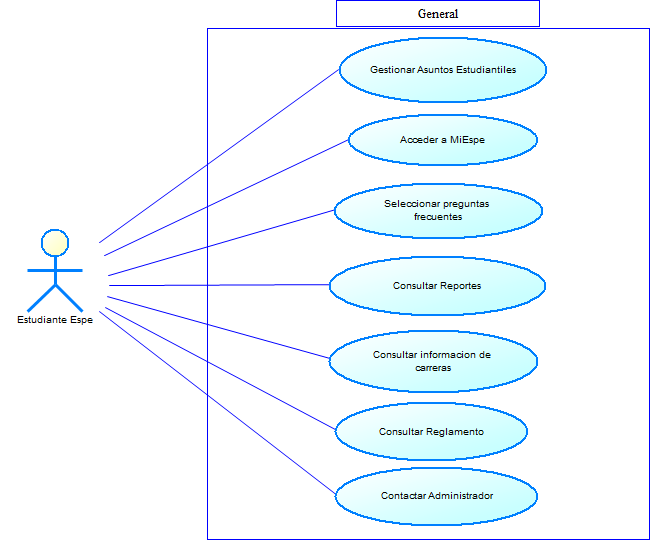 General
Gestionar Asuntos Estudiantiles
Acceder a MiEspe
Seleccionar preguntas
frecuentes
Consultar Reportes
Estudiante Espe
Consultar informacion de
carreras
Consultar Reglamento
Contactar Administrador